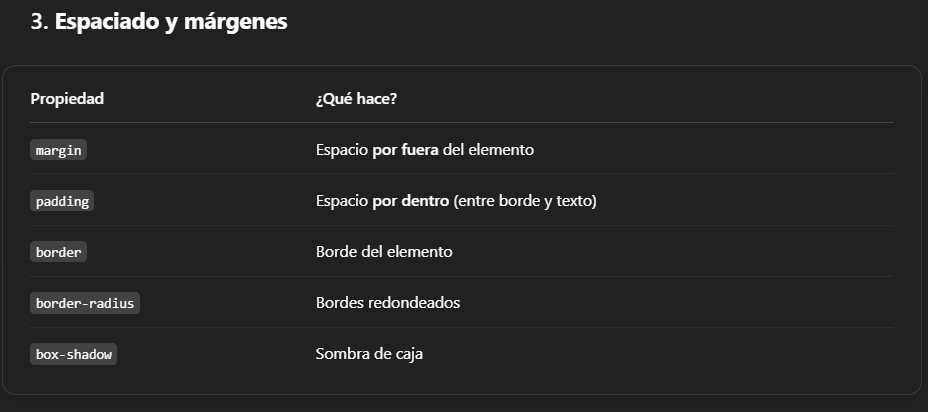 3. Espaciado y márgenes
Propiedad ¿Qué hace?
margin Espacio por fuera del elemento
padding Espacio por dentro (entre borde y texto)
border Borde del elemento
border-radius Bordes redondeados
box-shadow Sombra de caja